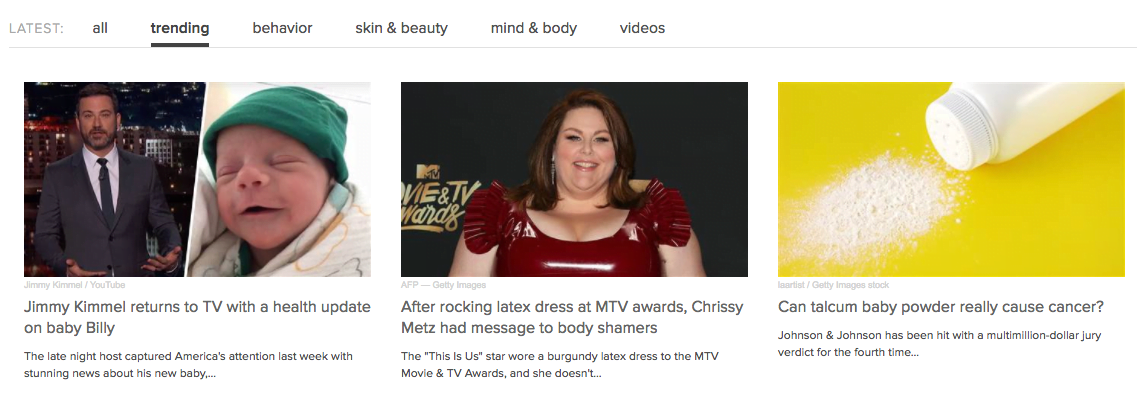 LATEST: all trending behavior skin & beauty mind & body videos
MTV
MOVIE & TV
Awards
Jimmy Kimmel / YouTube
AFP — Getty Images
laartist / Getty Images stock
Jimmy Kimmel returns to TV with a health update
on baby Billy
After rocking latex dress at MTV awards, Chrissy
Metz had message to body shamers
Can talcum baby powder really cause cancer?
The late night host captured America's attention last week with
stunning news about his new baby,...
The "This Is Us" star wore a burgundy latex dress to the MTV
Movie & TV Awards, and she doesn't...
Johnson & Johnson has been hit with a multimillion-dollar jury
verdict for the fourth time...